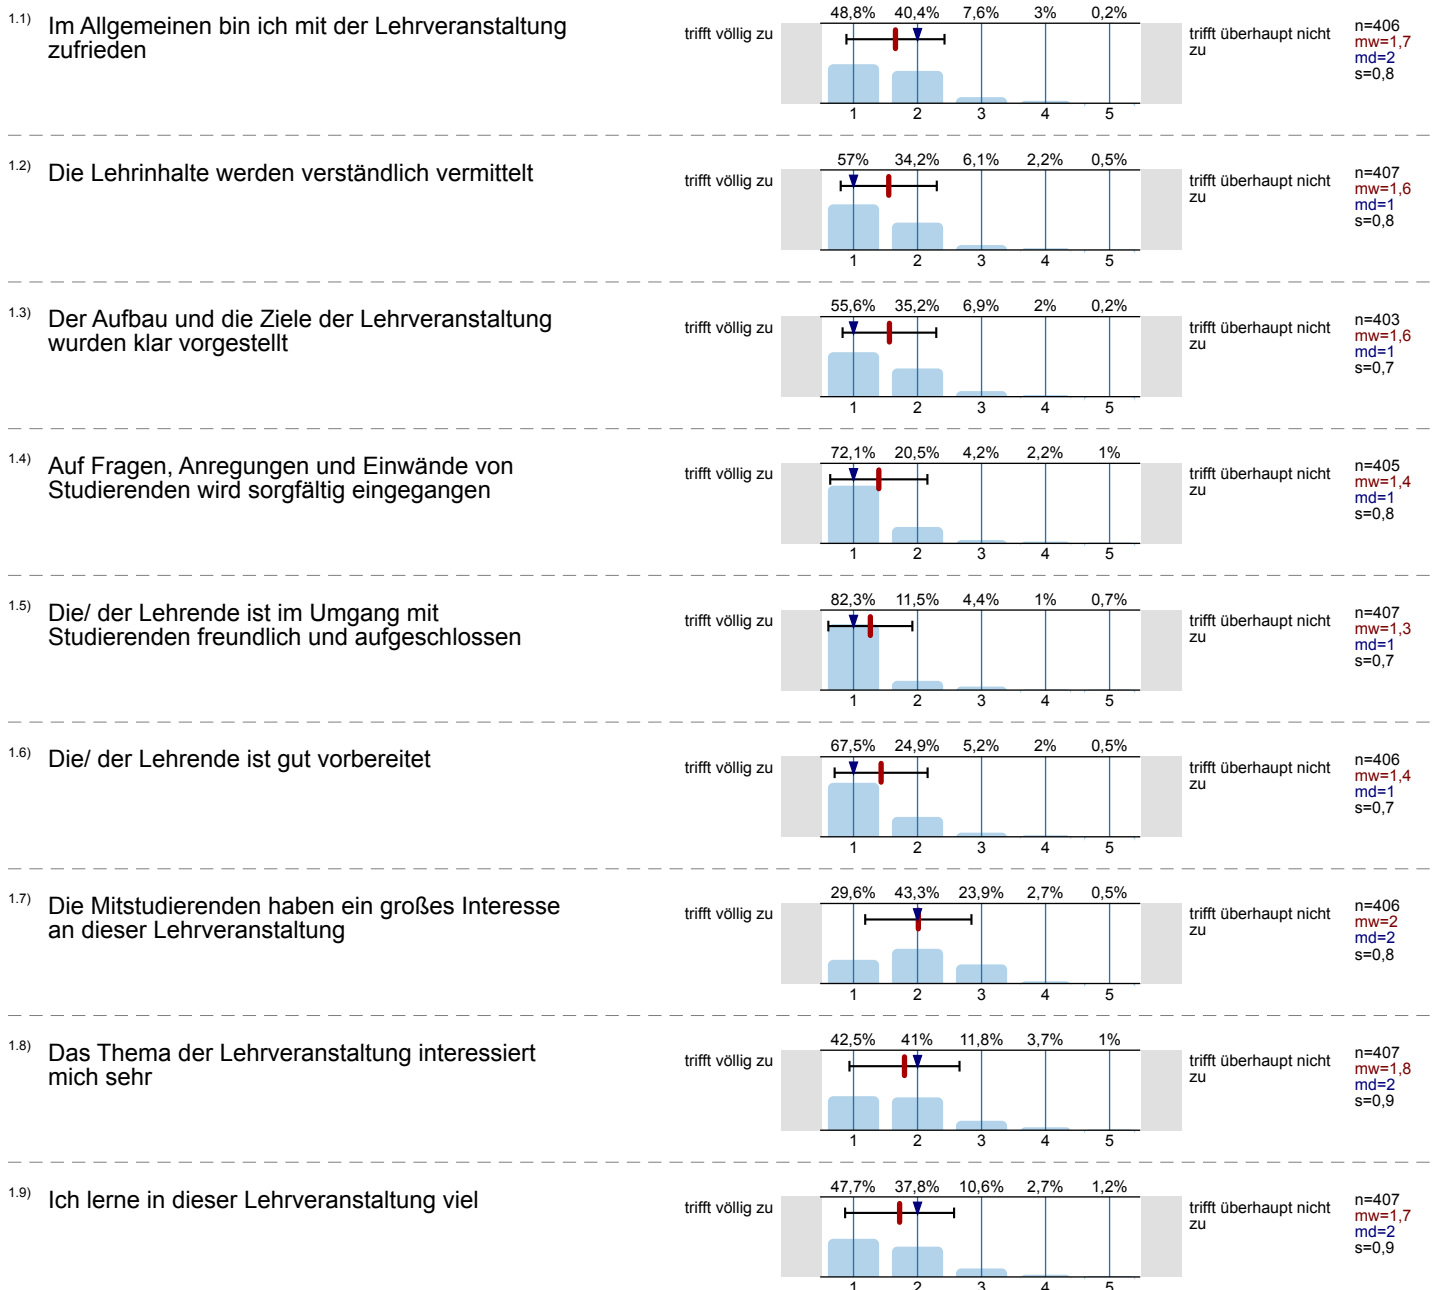 1.1) Im Allgemeinen bin ich mit der Lehrveranstaltung
zufrieden
trifft völlig zu
48,8% 40,4% 7,6% 3% 0,2%
1 2 3 4 5
trifft überhaupt nicht
zu
n=406
mw=1,7
md=2
s=0,8
1.2) Die Lehrinhalte werden verständlich vermittelt
trifft völlig zu
57% 34,2% 6,1% 2,2% 0,5%
1 2 3 4 5
trifft überhaupt nicht
zu
n=407
mw=1,6
md=1
s=0,8
1.3) Der Aufbau und die Ziele der Lehrveranstaltung
wurden klar vorgestellt
trifft völlig zu
55,6% 35,2% 6,9% 2% 0,2%
1 2 3 4 5
trifft überhaupt nicht
zu
n=403
mw=1,6
md=1
s=0,7
1.4) Auf Fragen, Anregungen und Einwände von
Studierenden wird sorgfältig eingegangen
trifft völlig zu
72,1% 20,5% 4,2% 2,2% 1%
1 2 3 4 5
trifft überhaupt nicht
zu
n=405
mw=1,4
md=1
s=0,8
1.5) Die/ der Lehrende ist im Umgang mit
Studierenden freundlich und aufgeschlossen
trifft völlig zu
82,3% 11,5% 4,4% 1% 0,7%
1 2 3 4 5
trifft überhaupt nicht
zu
n=407
mw=1,3
md=1
s=0,7
1.6) Die/ der Lehrende ist gut vorbereitet
trifft völlig zu
67,5% 24,9% 5,2% 2% 0,5%
1 2 3 4 5
trifft überhaupt nicht
zu
n=406
mw=1,4
md=1
s=0,7
1.7) Die Mitstudierenden haben ein großes Interesse
an dieser Lehrveranstaltung
trifft völlig zu
29,6% 43,3% 23,9% 2,7% 0,5%
1 2 3 4 5
trifft überhaupt nicht
zu
n=406
mw=2
md=2
s=0,8
1.8) Das Thema der Lehrveranstaltung interessiert
mich sehr
trifft völlig zu
42,5% 41% 11,8% 3,7% 1%
1 2 3 4 5
trifft überhaupt nicht
zu
n=407
mw=1,8
md=2
s=0,9
1.9) Ich lerne in dieser Lehrveranstaltung viel
trifft völlig zu
47,7% 37,8% 10,6% 2,7% 1,2%
1 2 3 4 5
trifft überhaupt nicht
zu
n=407
mw=1,7
md=2
s=0,9